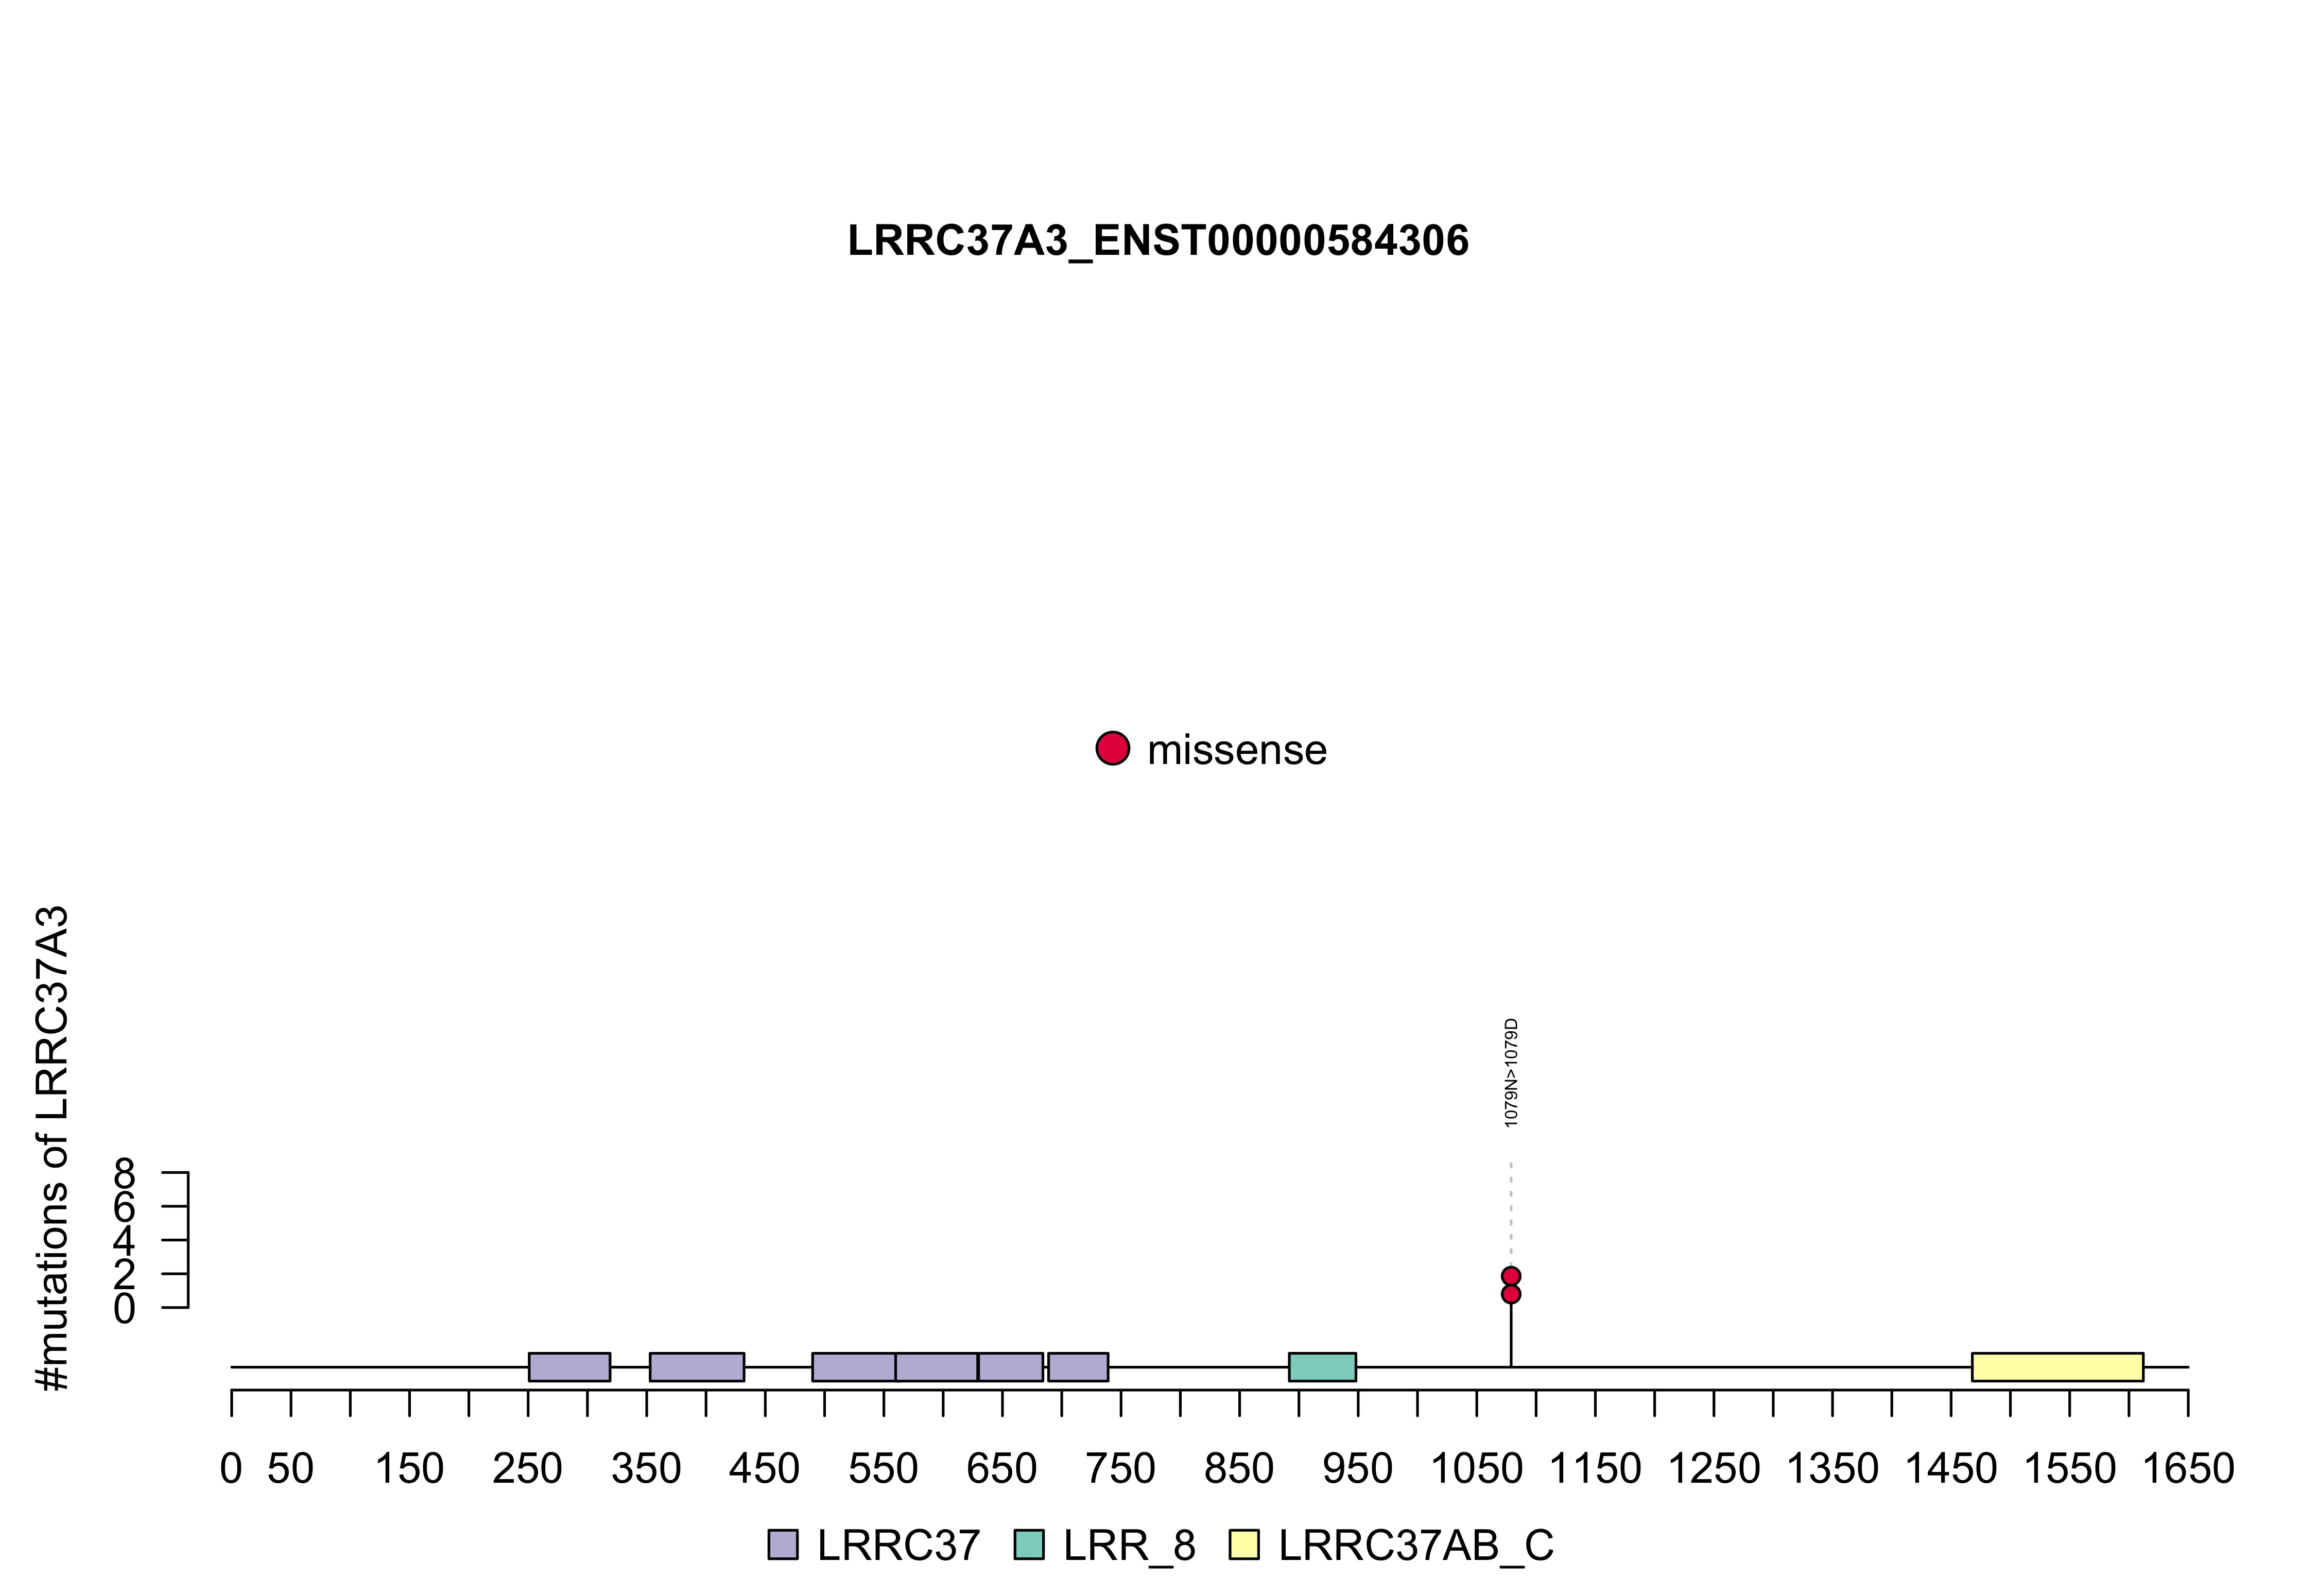 LRRC37A3_ENST00000584306
missense
#mutations of LRRC37A3
1079N>1079D
8
6
4
2
0
0 50 150 250 350 450 550 650 750 850 950 1050 1150 1250 1350 1450 1550 1650
LRRC37 LRR_8 LRRC37AB_C